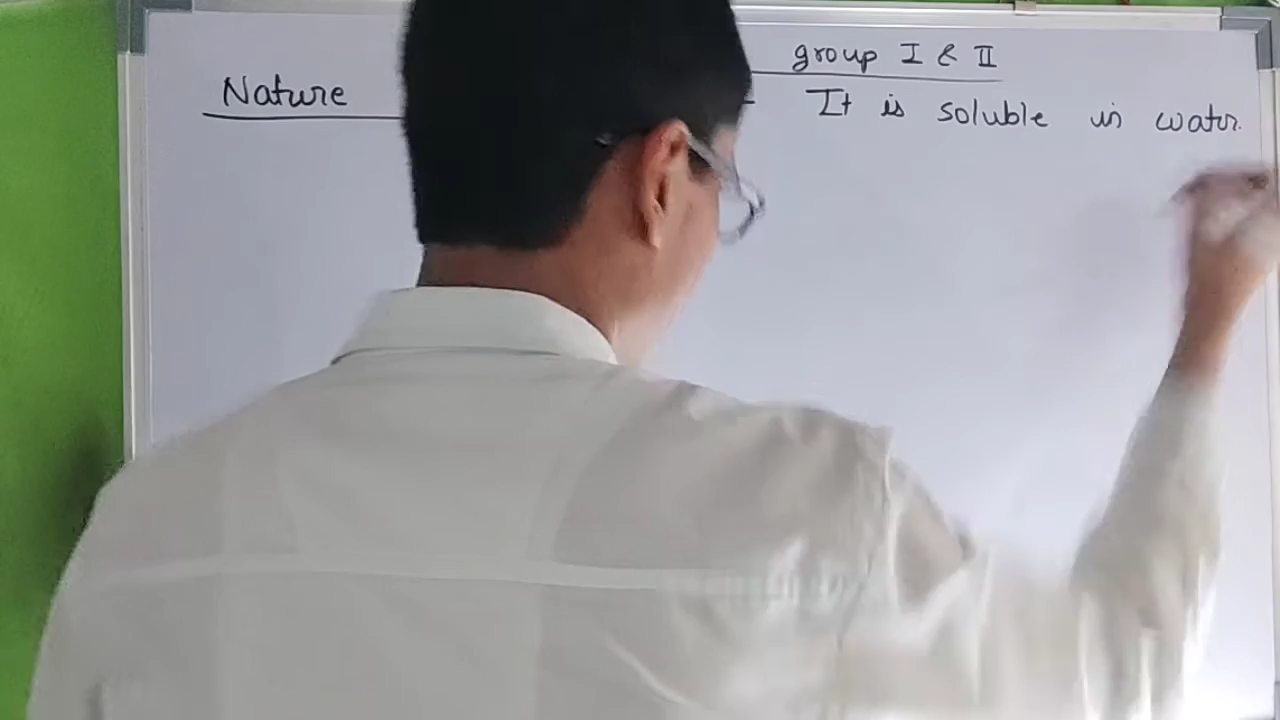 group I & II
Nature
- It is soluble in water.